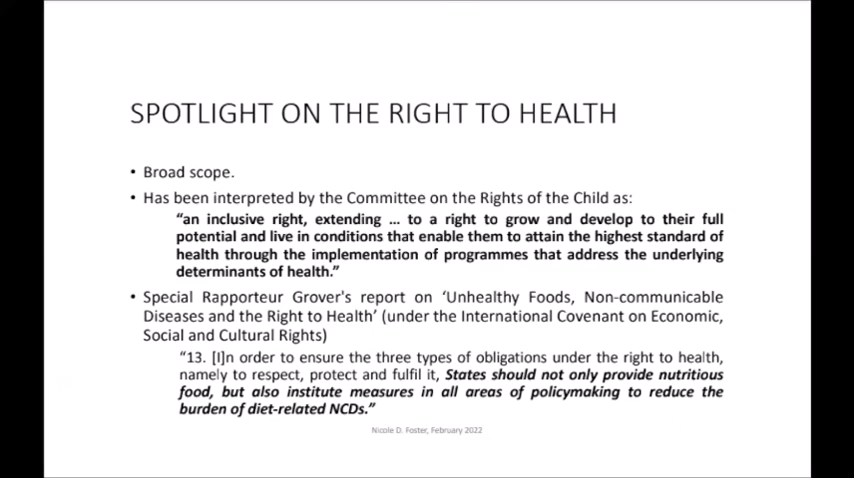 SPOTLIGHT ON THE RIGHT TO HEALTH
• Broad scope.
• Has been interpreted by the Committee on the Rights of the Child as:
“an inclusive right, extending … to a right to grow and develop to their full
potential and live in conditions that enable them to attain the highest standard of
health through the implementation of programmes that address the underlying
determinants of health.”
• Special Rapporteur Grover's report on ‘Unhealthy Foods, Non-communicable
Diseases and the Right to Health’ (under the International Covenant on Economic,
Social and Cultural Rights)
“13. [I]n order to ensure the three types of obligations under the right to health,
namely to respect, protect and fulfil it, States should not only provide nutritious
food, but also institute measures in all areas of policymaking to reduce the
burden of diet-related NCDs.”
Nicole D. Foster, February 2022